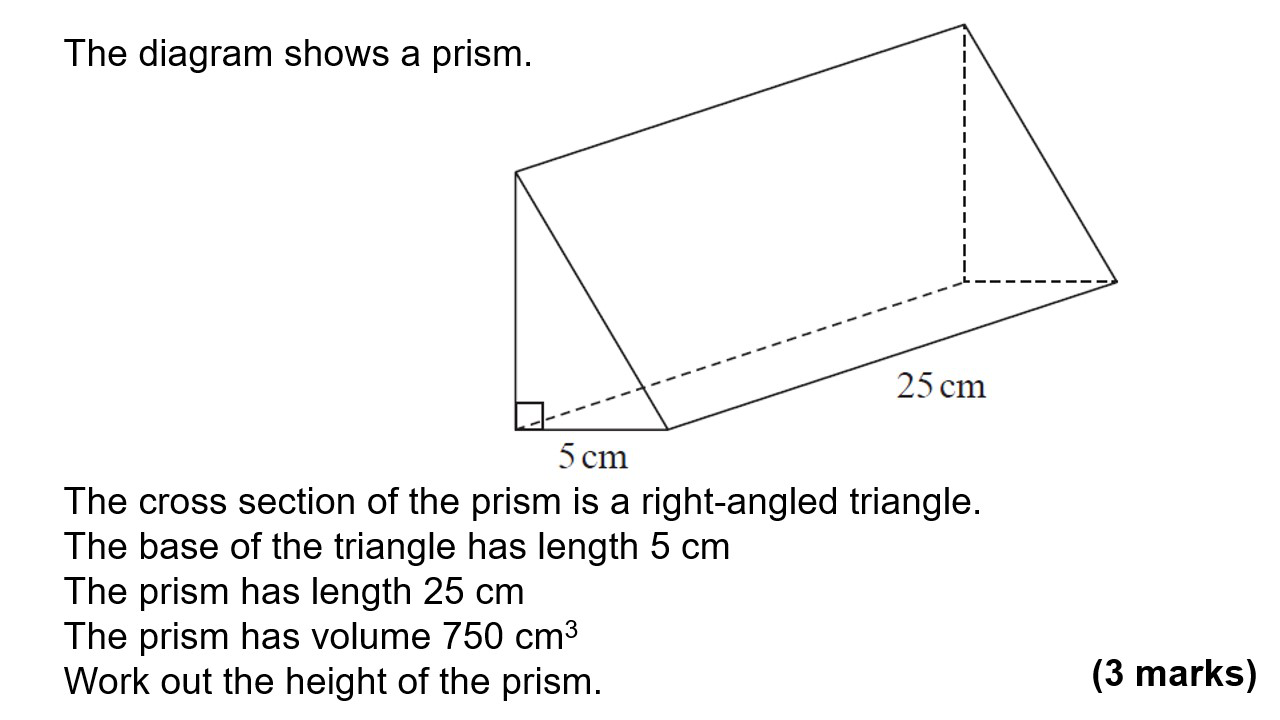 The diagram shows a prism.
25 cm
5 cm
The cross section of the prism is a right-angled triangle.
The base of the triangle has length 5 cm
The prism has length 25 cm
The prism has volume 750 cm³
Work out the height of the prism.
(3 marks)